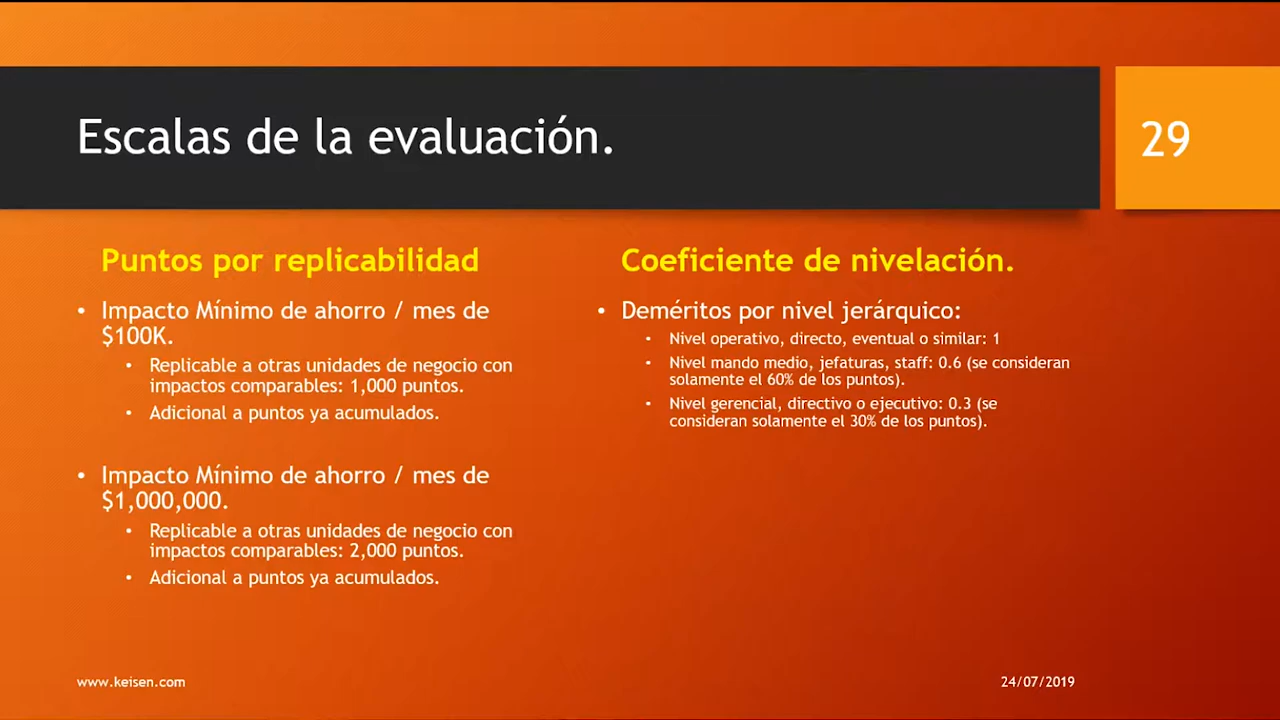 Escalas de la evaluación.
29
Puntos por replicabilidad
• Impacto Mínimo de ahorro / mes de
$100K.
• Replicable a otras unidades de negocio con
impactos comparables: 1,000 puntos.
• Adicional a puntos ya acumulados.
• Impacto Mínimo de ahorro / mes de
$1,000,000.
• Replicable a otras unidades de negocio con
impactos comparables: 2,000 puntos.
• Adicional a puntos ya acumulados.
Coeficiente de nivelación.
• Deméritos por nivel jerárquico:
• Nivel operativo, directo, eventual o similar: 1
• Nivel mando medio, jefaturas, staff: 0.6 (se consideran
solamente el 60% de los puntos).
• Nivel gerencial, directivo o ejecutivo: 0.3 (se
consideran solamente el 30% de los puntos).
www.keisen.com
24/07/2019